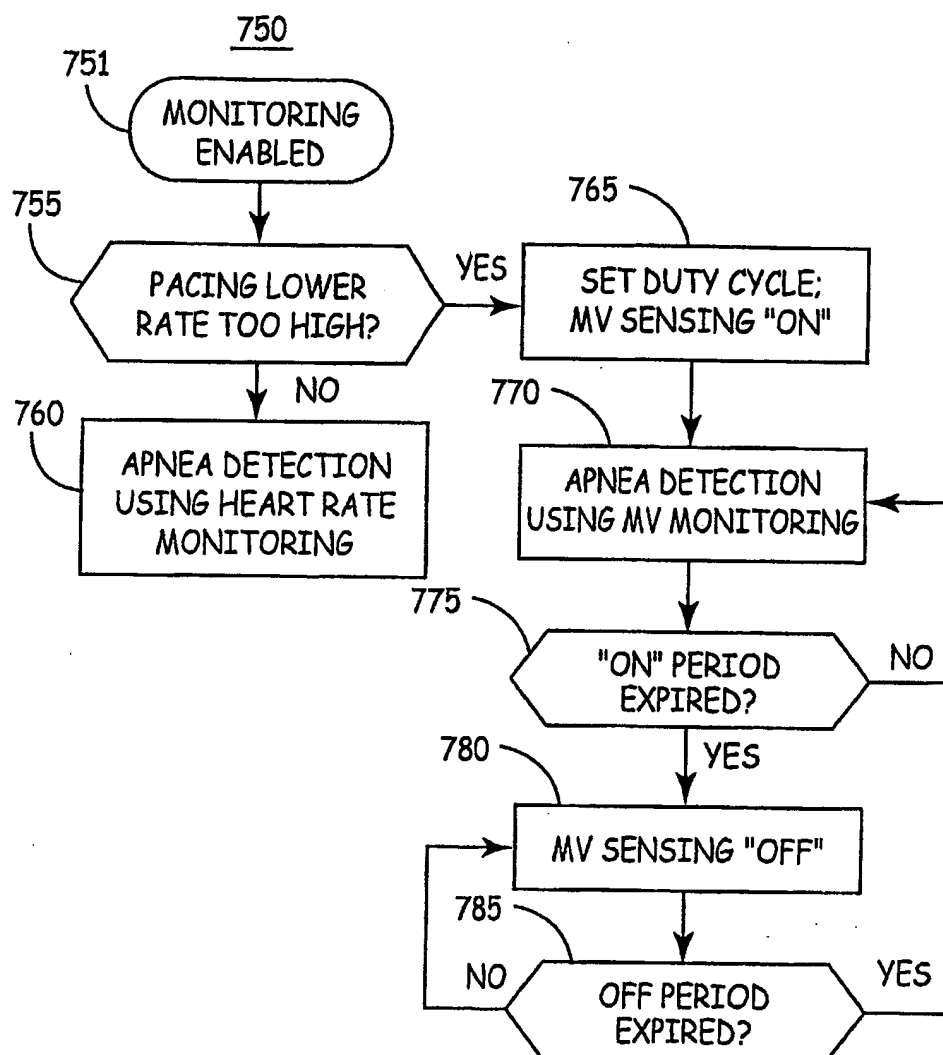 750
751
MONITORING
ENABLED
755
PACING LOWER
RATE TOO HIGH?
YES
NO
760
APNEA DETECTION
USING HEART RATE
MONITORING
765
SET DUTY CYCLE;
MV SENSING "ON"
770
APNEA DETECTION
USING MV MONITORING
775
"ON" PERIOD
EXPIRED?
NO
YES
780
MV SENSING "OFF"
785
NO
OFF PERIOD
EXPIRED?
YES